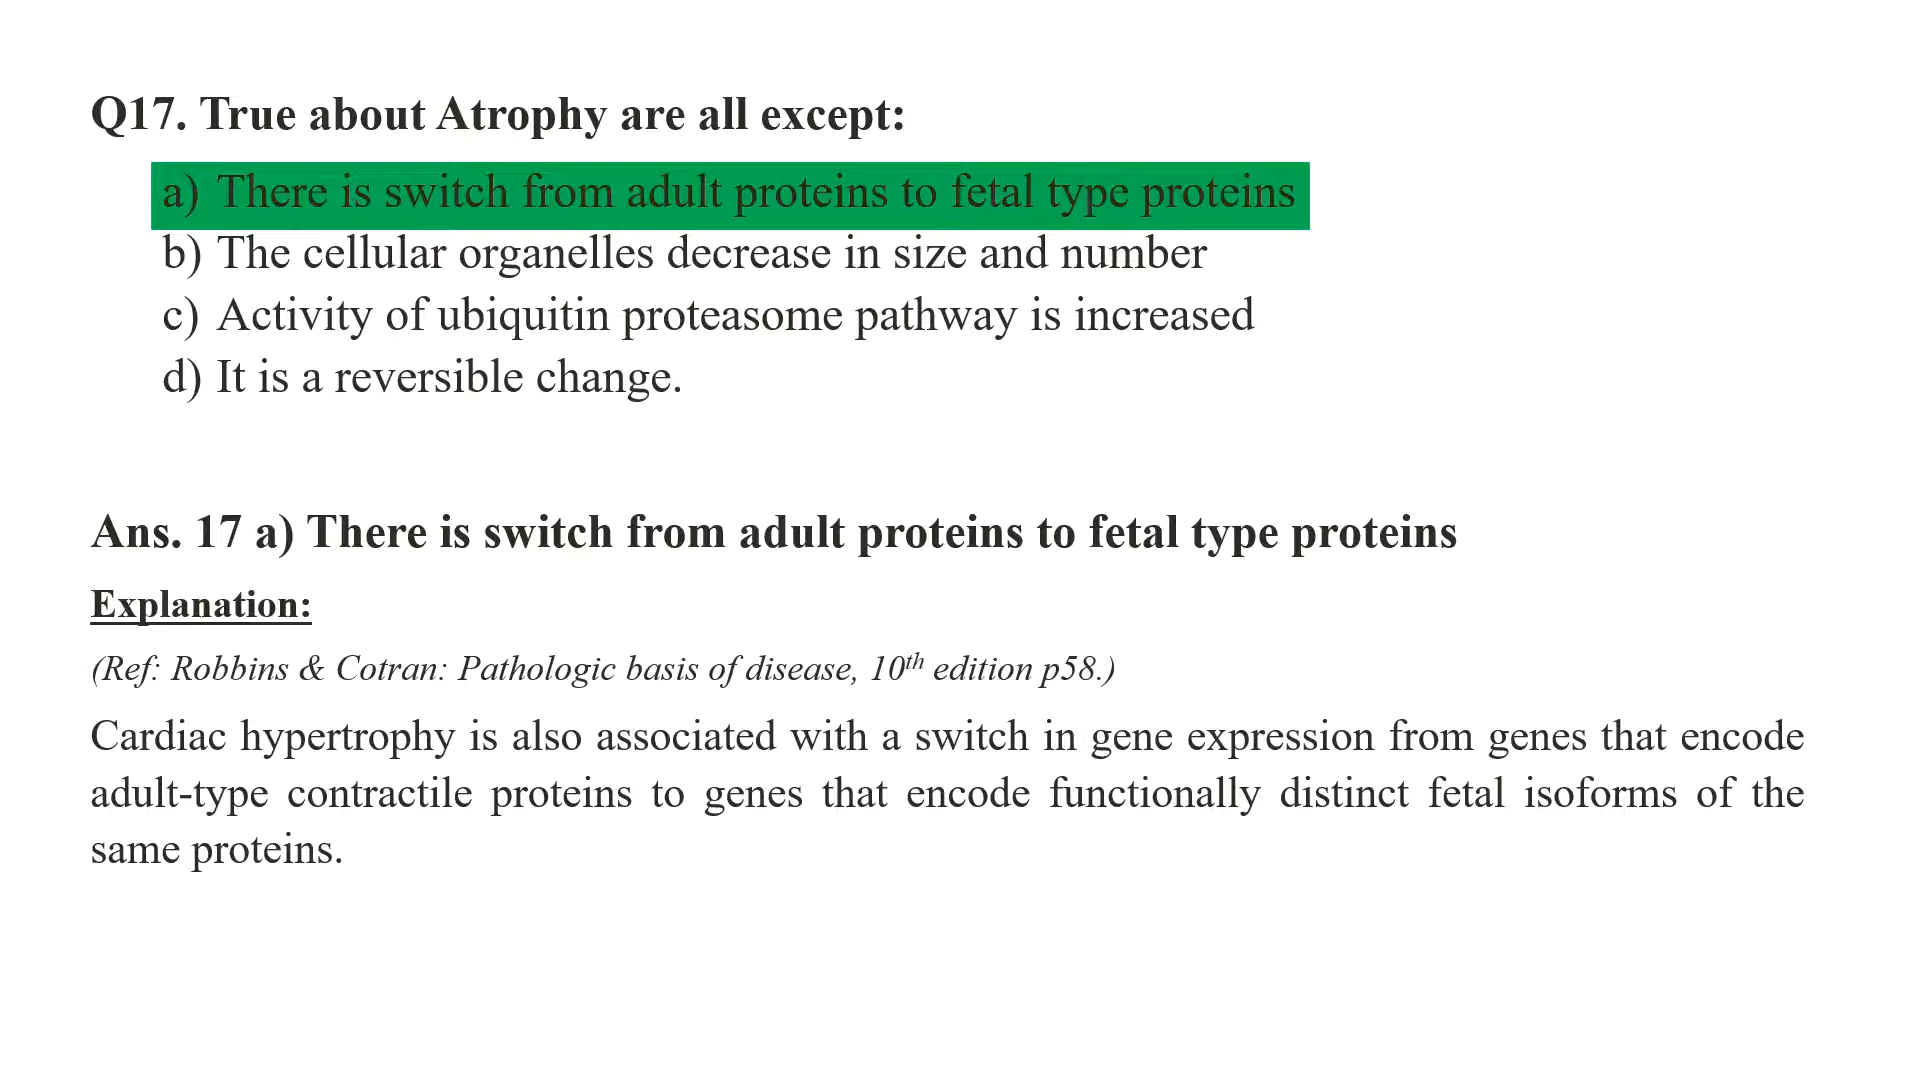 Q17. True about Atrophy are all except:
a) There is switch from adult proteins to fetal type proteins
b) The cellular organelles decrease in size and number
c) Activity of ubiquitin proteasome pathway is increased
d) It is a reversible change.
Ans. 17 a) There is switch from adult proteins to fetal type proteins
Explanation:
(Ref: Robbins & Cotran: Pathologic basis of disease, 10th edition p58.)
Cardiac hypertrophy is also associated with a switch in gene expression from genes that encode
adult-type contractile proteins to genes that encode functionally distinct fetal isoforms of the
same proteins.